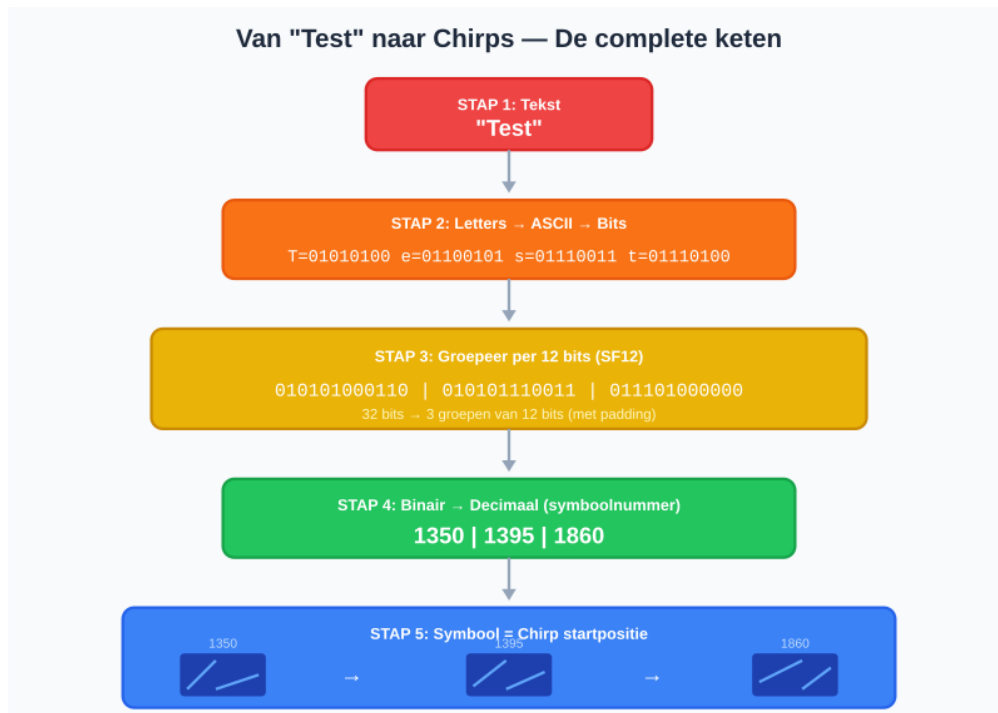 Van "Test" naar Chirps — De complete keten
STAP 1: Tekst
"Test"
STAP 2: Letters → ASCII → Bits
T=01010100 e=01100101 s=01110011 t=01110100
STAP 3: Groepeer per 12 bits (SF12)
010101000110 | 010101110011 | 011101000000
32 bits → 3 groepen van 12 bits (met padding)
STAP 4: Binair → Decimaal (symboolnummer)
1350 | 1395 | 1860
STAP 5: Symbool = Chirp startpositie
1350 1395 1860
→ →